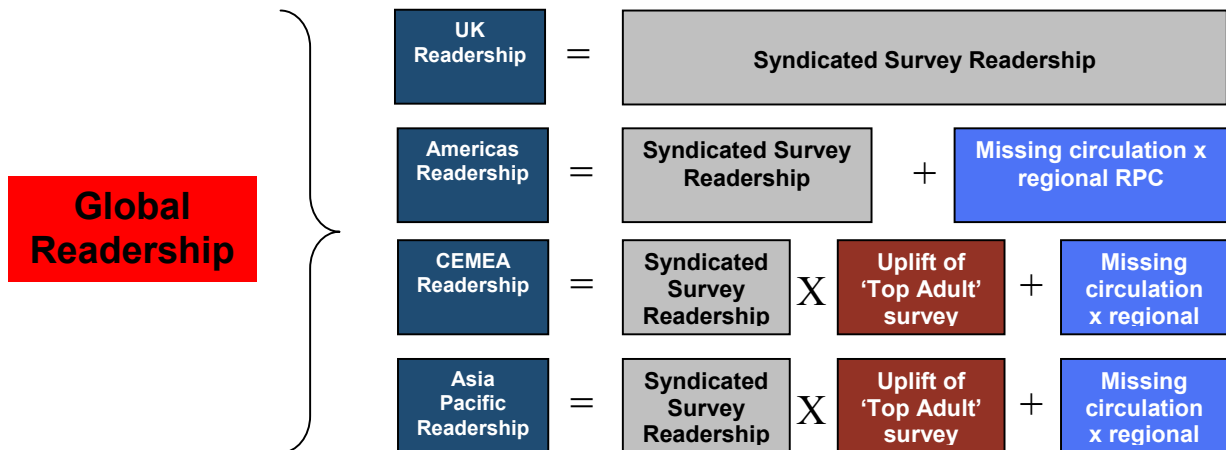 Global
Readership
UK
Readership
=
Syndicated Survey Readership
Americas
Readership
=
Syndicated Survey
Readership
+
Missing circulation x
regional RPC
CEMEA
Readership
=
Syndicated
Survey
Readership
X
Uplift of
‘Top Adult’
survey
+
Missing
circulation
x regional
Asia
Pacific
Readership
=
Syndicated
Survey
Readership
X
Uplift of
‘Top Adult’
survey
+
Missing
circulation
x regional